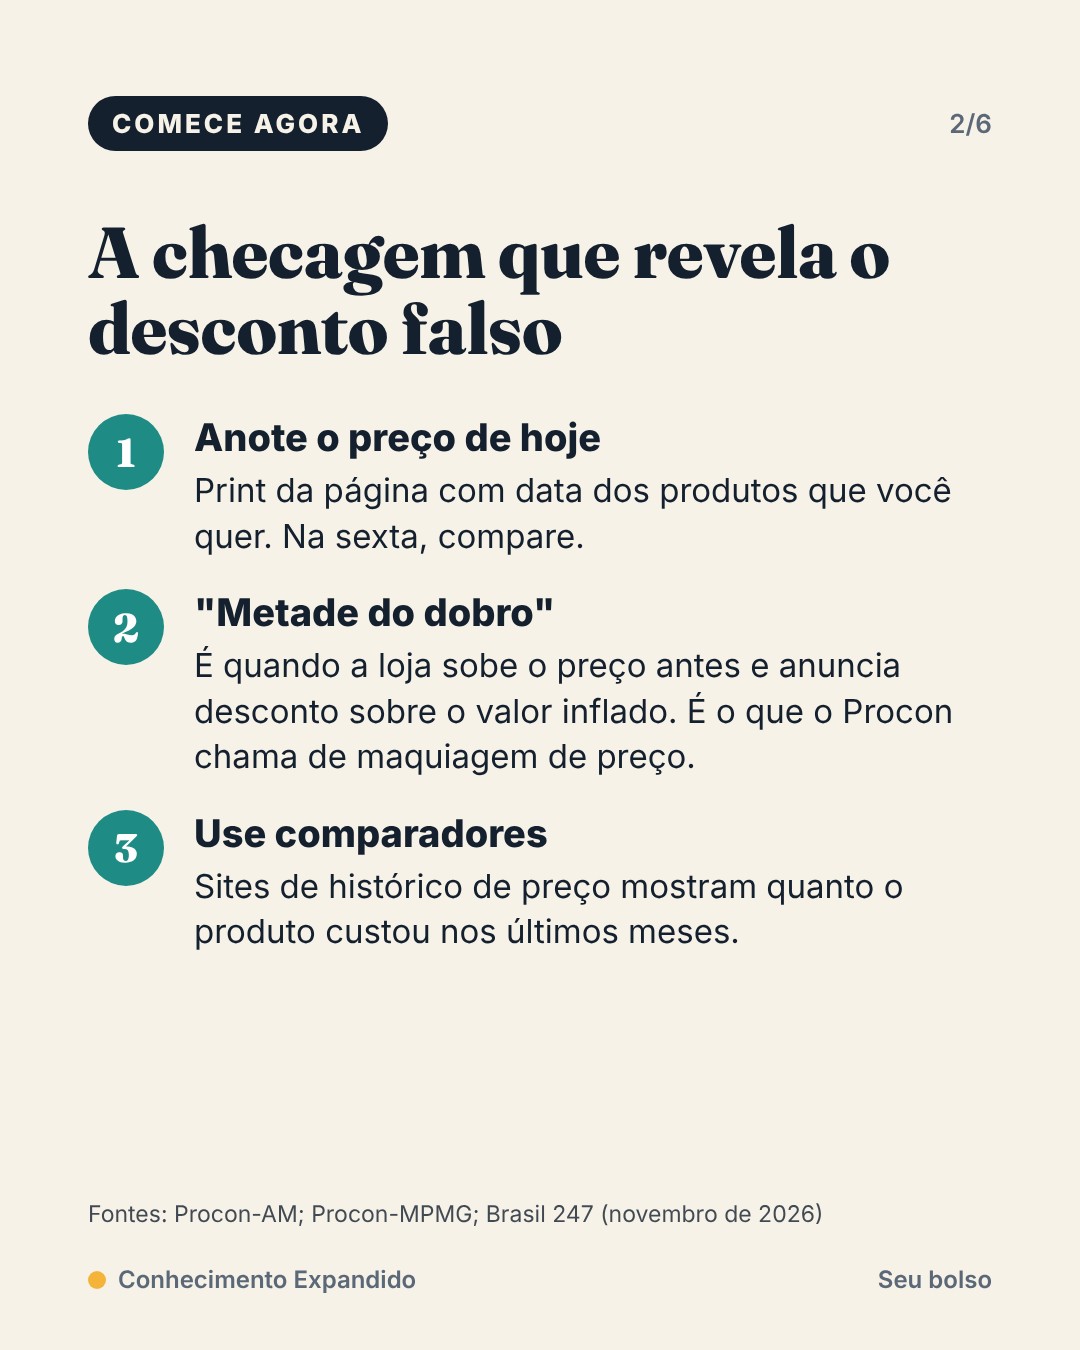 COMECE AGORA
2/6
A checagem que revela o
desconto falso
1
Anote o preço de hoje
Print da página com data dos produtos que você
quer. Na sexta, compare.
2
"Metade do dobro"
É quando a loja sobe o preço antes e anuncia
desconto sobre o valor inflado. É o que o Procon
chama de maquiagem de preço.
3
Use comparadores
Sites de histórico de preço mostram quanto o
produto custou nos últimos meses.
Fontes: Procon-AM; Procon-MPMG; Brasil 247 (novembro de 2026)
Conhecimento Expandido
Seu bolso